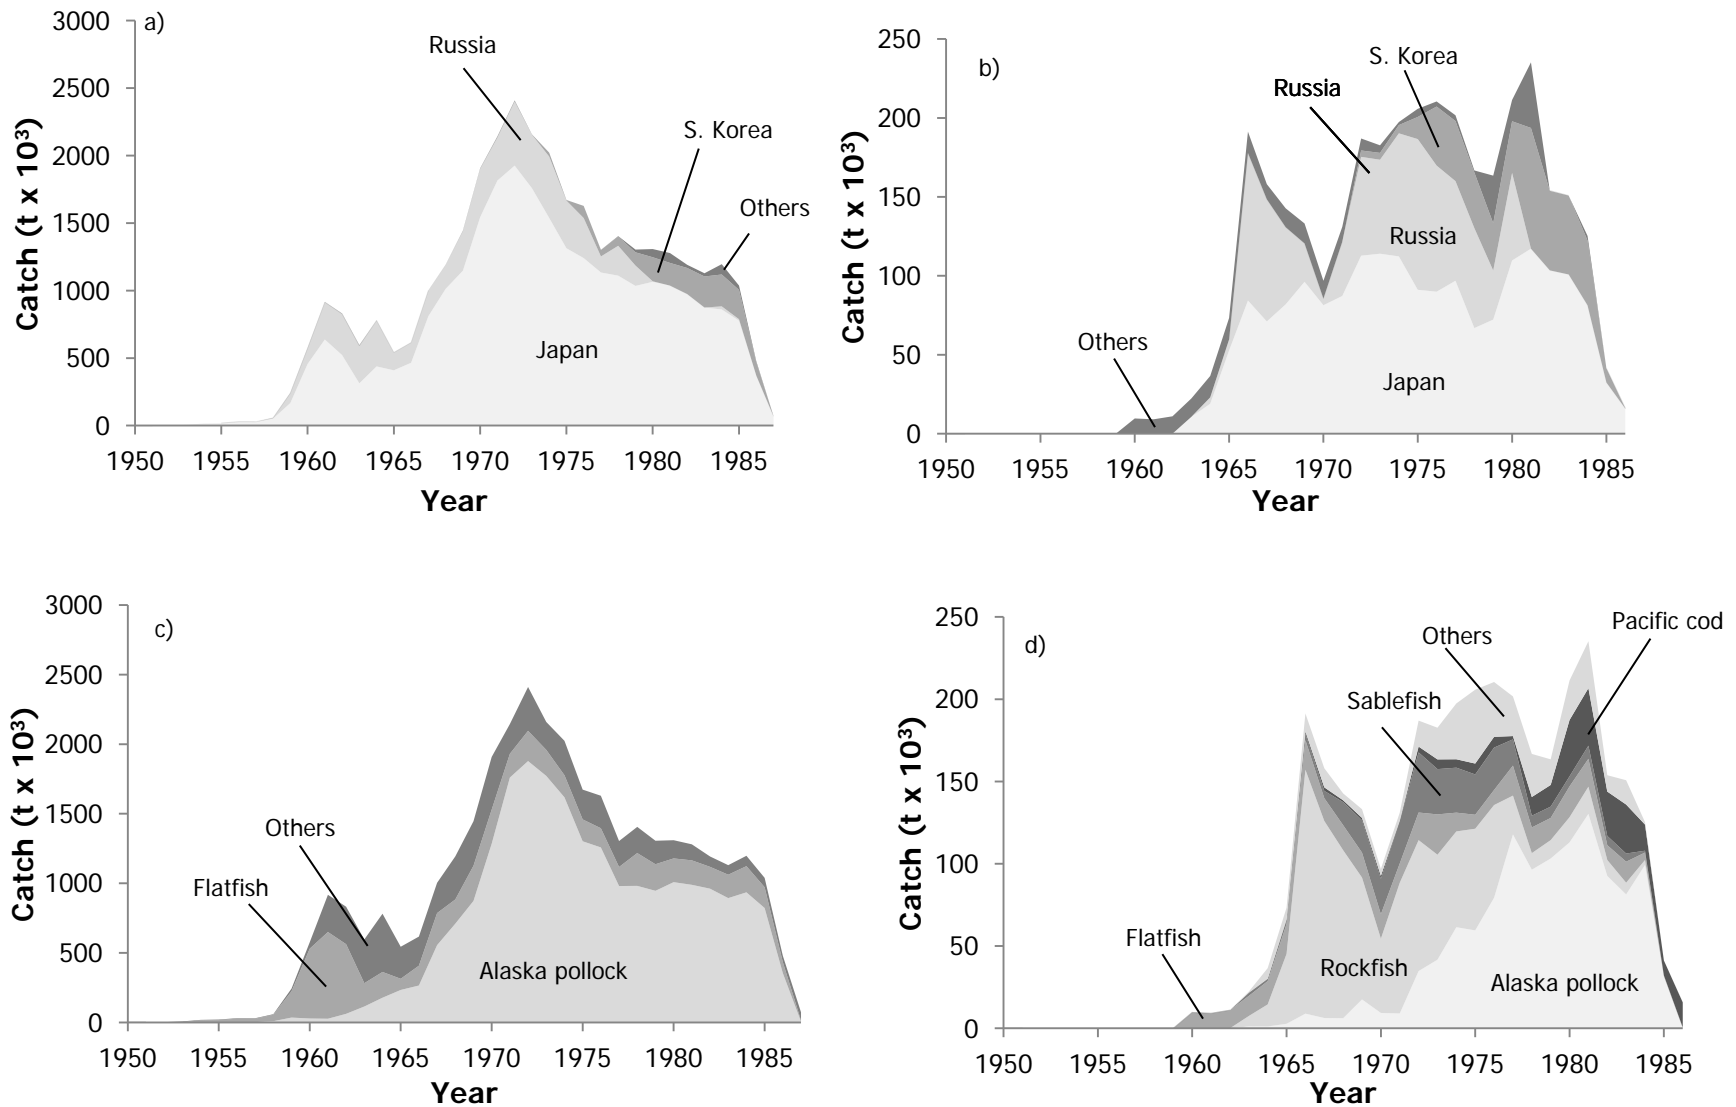 a)
3000
2500
2000
1500
1000
500
0
Catch (t x 10³)
Russia
S. Korea
Others
Japan
1950 1955 1960 1965 1970 1975 1980 1985
Year
b)
250
200
150
100
50
0
Catch (t x 10³)
S. Korea
Russia
Russia
Others
Japan
1950 1955 1960 1965 1970 1975 1980 1985
Year
c)
3000
2500
2000
1500
1000
500
0
Catch (t x 10³)
Others
Flatfish
Alaska pollock
1950 1955 1960 1965 1970 1975 1980 1985
Year
d)
250
200
150
100
50
0
Catch (t x 10³)
Pacific cod
Others
Sablefish
Flatfish
Rockfish
Alaska pollock
1950 1955 1960 1965 1970 1975 1980 1985
Year